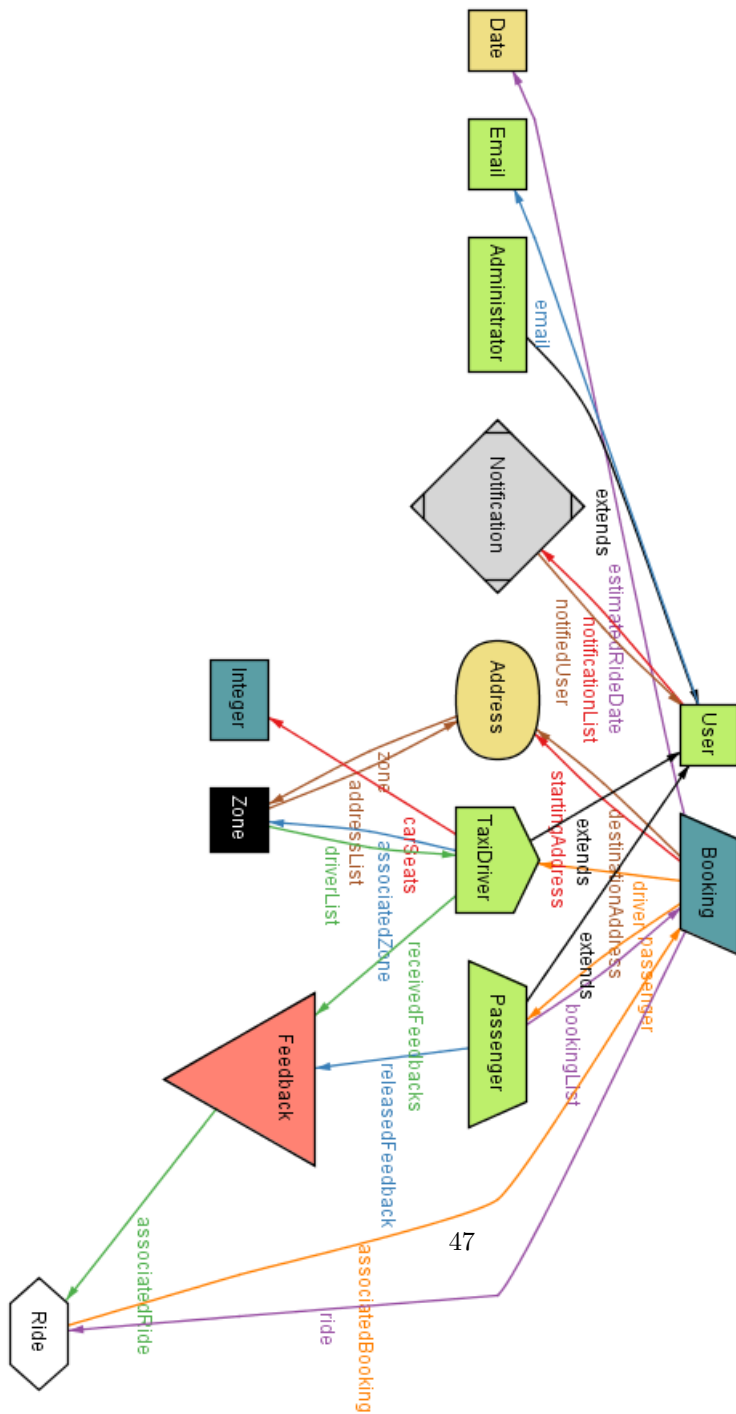 User
Booking
extends
estimatedRideDate
email
notificationList
notifiedUser
destinationAddress
startingAddress
extends
driver
passenger
extends
bookingList
Date
Email
Administrator
Notification
Address
TaxiDriver
Passenger
zone
addressList
carSeats
associatedZone
driverList
receivedFeedbacks
releasedFeedback
Integer
Zone
Feedback
associatedRide
associatedBooking
ride
Ride
47